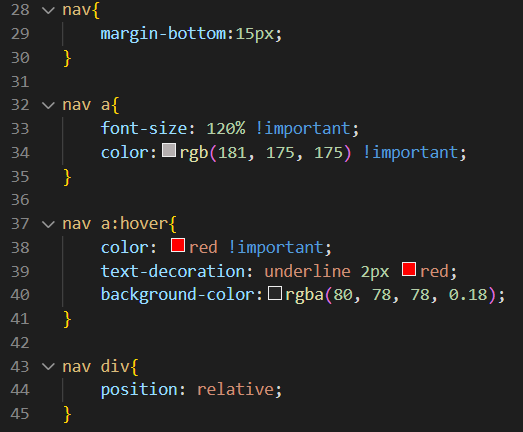 28 nav{
29 margin-bottom:15px;
30 }
31
32 nav a{
33 font-size: 120% !important;
34 color:rgb(181, 175, 175) !important;
35 }
36
37 nav a:hover{
38 color: red !important;
39 text-decoration: underline 2px red;
40 background-color:rgba(80, 78, 78, 0.18);
41 }
42
43 nav div{
44 position: relative;
45 }